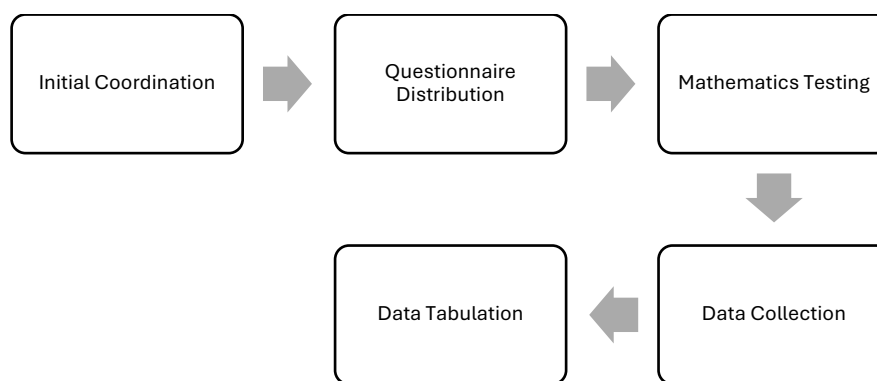 Initial Coordination
Questionnaire
Distribution
Mathematics Testing
Data Collection
Data Tabulation